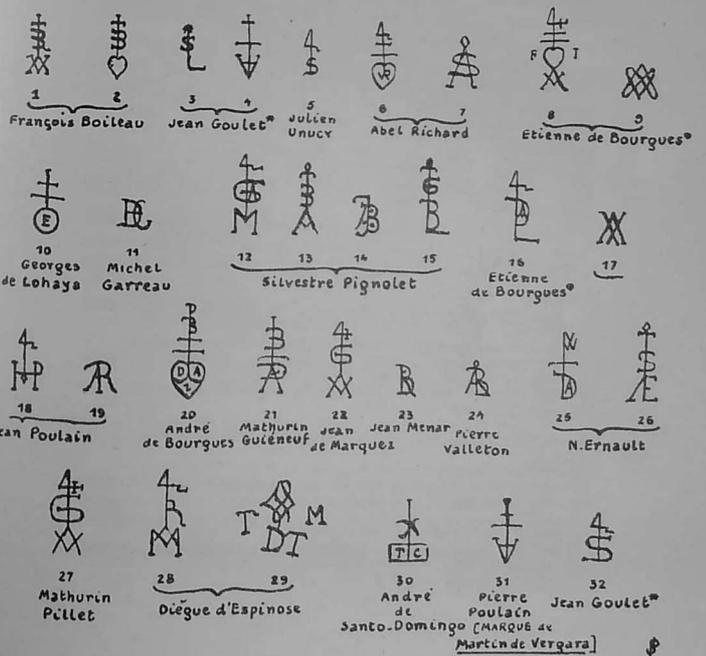 1 2 3 4 5 6 7 8 9
François Boileau Jean Goulet* Julien Unucy Abel Richard Etienne de Bourgues*
10 11 12 13 14 15 16 17
Georges de Lohaya
Michel Garreau
Silvestre Pignolet
Etienne de Bourgues*
18 19 20 21 22 23 24 25 26
ean Poulain
André de Bourgues
Mathurin Guiéneuf
Jean de Marquez
Jean Menar
Pierre Valleton
N.Ernault
27 28 29 30 31 32
Mathurin Pillet
Diègue d'Espinose
André de Santo-Domingo
Pierre Poulain [MARQUE de Martin de Vergara]
Jean Goulet*